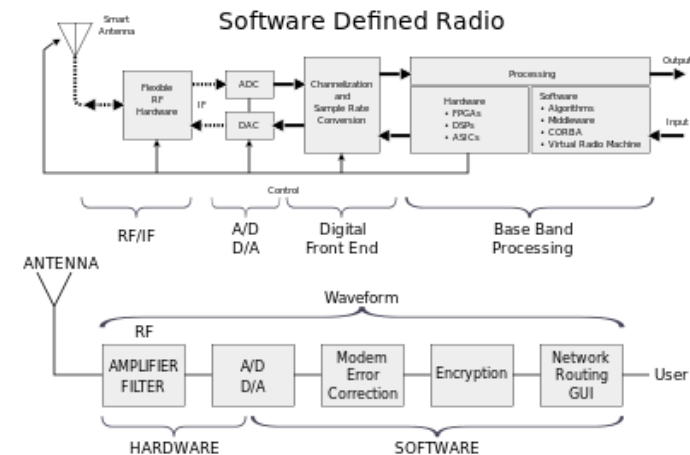 Software Defined Radio
Smart
Antenna
Flexible
RF
Hardware
IF
ADC
DAC
Channelization
and
Sample Rate
Conversion
Processing
Hardware
• FPGAs
• DSPs
• ASICs
Software
• Algorithms
• Middleware
• CORBA
• Virtual Radio Machine
Output
Input
Control
RF/IF
A/D
D/A
Digital
Front End
Base Band
Processing
ANTENNA
Waveform
RF
AMPLIFIER
FILTER
A/D
D/A
Modem
Error
Correction
Encryption
Network
Routing
GUI
User
HARDWARE
SOFTWARE